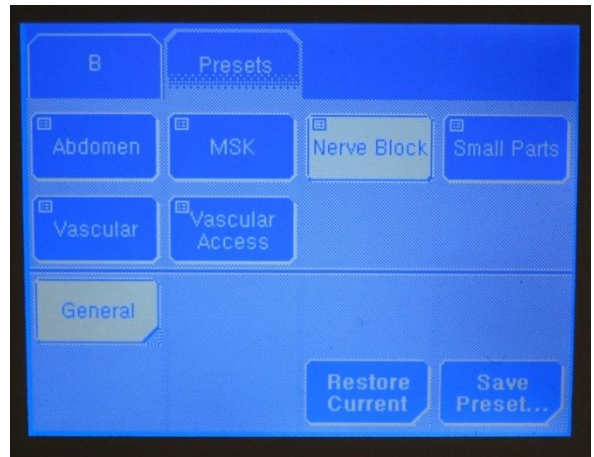 B
Presets
Abdomen
MSK
Nerve Block
Small Parts
Vascular
Vascular
Access
General
Restore
Current
Save
Preset...